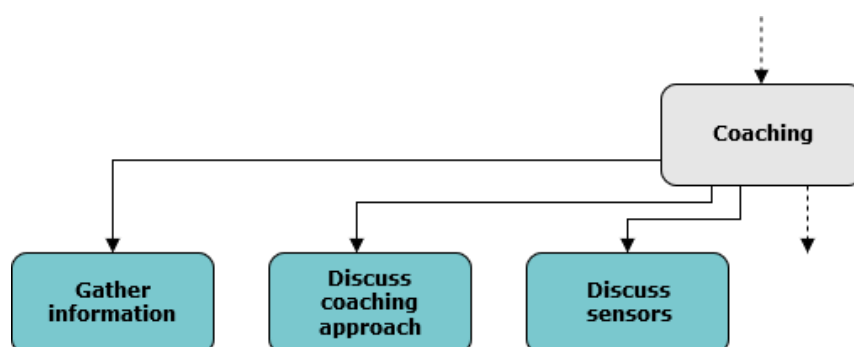 Coaching
Gather
information
Discuss
coaching
approach
Discuss
sensors